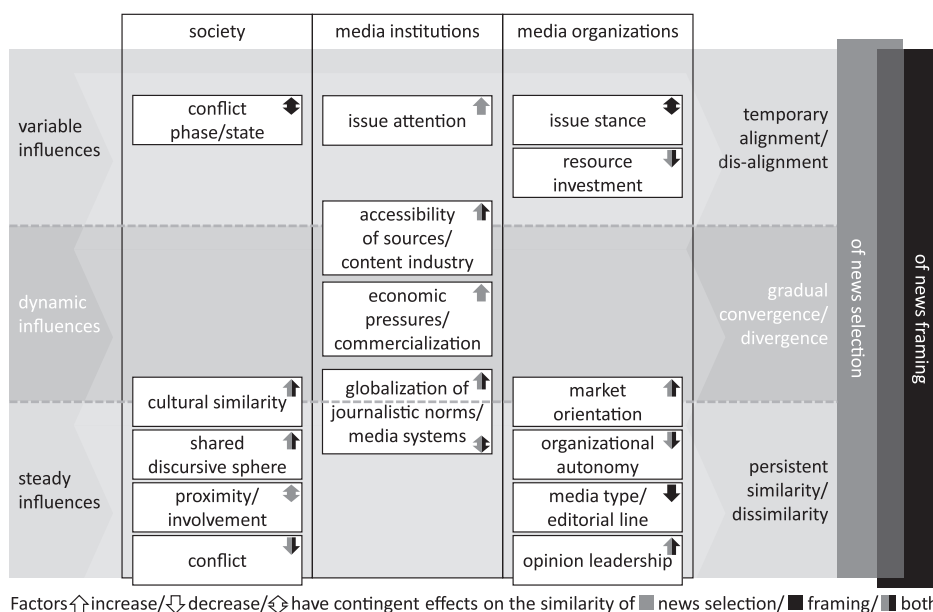 society
media institutions
media organizations
variable
influences
conflict
phase/state
issue attention
issue stance
resource
investment
temporary
alignment/
dis-alignment
accessibility
of sources/
content industry
dynamic
influences
economic
pressures/
commercialization
gradual
convergence/
divergence
cultural similarity
globalization of
journalistic norms/
media systems
market
orientation
steady
influences
shared
discursive sphere
proximity/
involvement
conflict
organizational
autonomy
media type/
editorial line
opinion leadership
persistent
similarity/
dissimilarity
of news selection
of news framing
Factors increase/ decrease/ have contingent effects on the similarity of news selection/ framing/ both